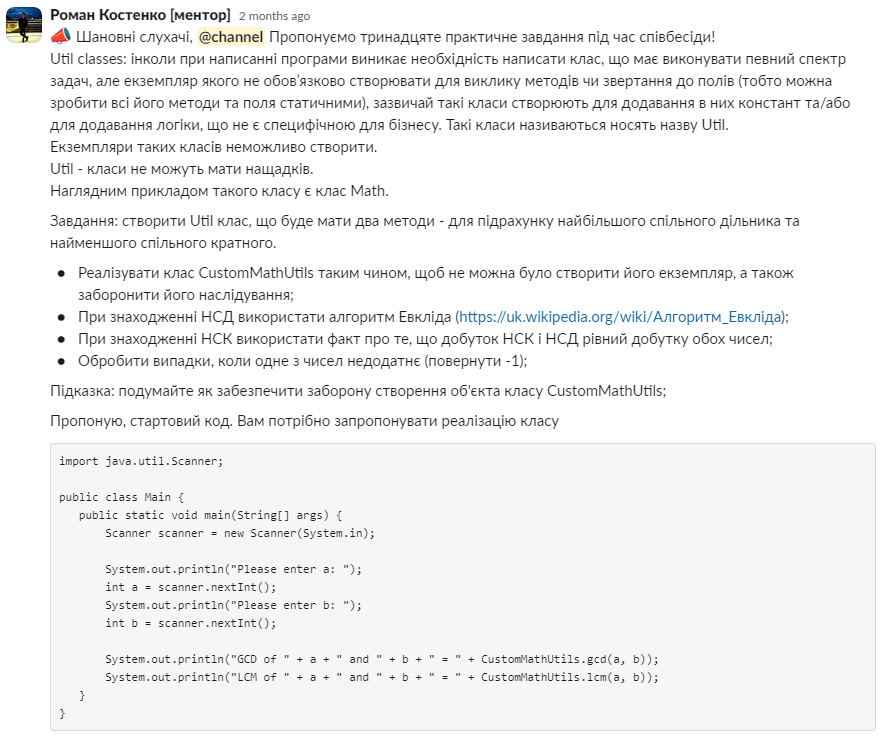 Роман Костенко [ментор] 2 months ago
📣 Шановні слухачі, @channel Пропонуємо тринадцяте практичне завдання під час співбесіди!
Util classes: інколи при написанні програми виникає необхідність написати клас, що має виконувати певний спектр
задач, але екземпляр якого не обов'язково створювати для виклику методів чи звертання до полів (тобто можна
зробити всі його методи та поля статичними), зазвичай такі класи створюють для додавання в них констант та/або
для додавання логіки, що не є специфічною для бізнесу. Такі класи називаються носять назву Util.
Екземпляри таких класів неможливо створити.
Util - класи не можуть мати нащадків.
Наглядним прикладом такого класу є клас Math.
Завдання: створити Util клас, що буде мати два методи - для підрахунку найбільшого спільного дільника та
найменшого спільного кратного.
● Реалізувати клас CustomMathUtils таким чином, щоб не можна було створити його екземпляр, а також
заборонити його наслідування;
● При знаходженні НСД використати алгоритм Евкліда (https://uk.wikipedia.org/wiki/Алгоритм_Евкліда);
● При знаходженні НСК використати факт про те, що добуток НСК і НСД рівний добутку обох чисел;
● Обробити випадки, коли одне з чисел недодатнє (повернути -1);
Підказка: подумайте як забезпечити заборону створення об'єкта класу CustomMathUtils;
Пропоную, стартовий код. Вам потрібно запропонувати реалізацію класу
import java.util.Scanner;
public class Main {
public static void main(String[] args) {
Scanner scanner = new Scanner(System.in);
System.out.println("Please enter a: ");
int a = scanner.nextInt();
System.out.println("Please enter b: ");
int b = scanner.nextInt();
System.out.println("GCD of " + a + " and " + b + " = " + CustomMathUtils.gcd(a, b));
System.out.println("LCM of " + a + " and " + b + " = " + CustomMathUtils.lcm(a, b));
}
}